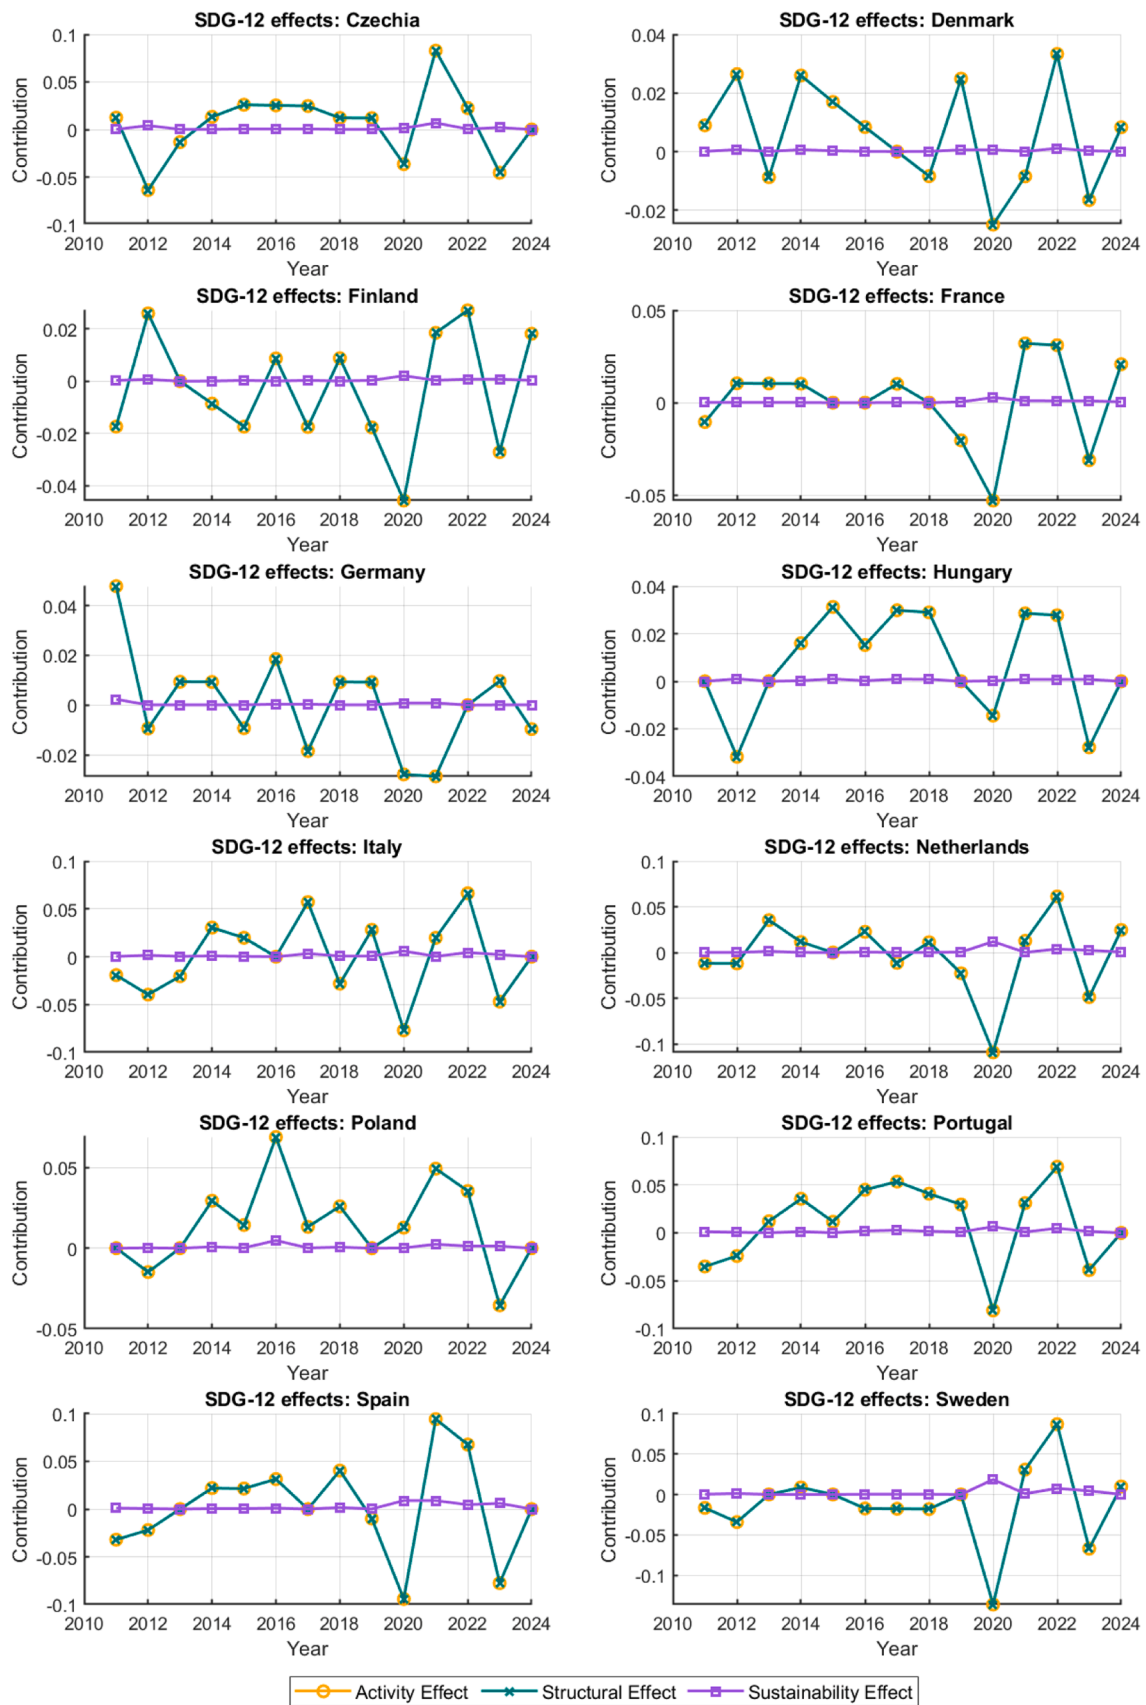 SDG-12 effects: Czechia
0.1
0.05
0
-0.05
-0.1
Contribution
2010 2012 2014 2016 2018 2020 2022 2024
Year
SDG-12 effects: Denmark
0.04
0.02
0
-0.02
Contribution
2010 2012 2014 2016 2018 2020 2022 2024
Year
SDG-12 effects: Finland
0.02
0
-0.02
-0.04
Contribution
2010 2012 2014 2016 2018 2020 2022 2024
Year
SDG-12 effects: France
0.05
0
-0.05
Contribution
2010 2012 2014 2016 2018 2020 2022 2024
Year
SDG-12 effects: Germany
0.04
0.02
0
-0.02
Contribution
2010 2012 2014 2016 2018 2020 2022 2024
Year
SDG-12 effects: Hungary
0.04
0.02
0
-0.02
-0.04
Contribution
2010 2012 2014 2016 2018 2020 2022 2024
Year
SDG-12 effects: Italy
0.1
0.05
0
-0.05
-0.1
Contribution
2010 2012 2014 2016 2018 2020 2022 2024
Year
SDG-12 effects: Netherlands
0.1
0.05
0
-0.05
-0.1
Contribution
2010 2012 2014 2016 2018 2020 2022 2024
Year
SDG-12 effects: Poland
0.05
0
-0.05
Contribution
2010 2012 2014 2016 2018 2020 2022 2024
Year
SDG-12 effects: Portugal
0.1
0.05
0
-0.05
-0.1
Contribution
2010 2012 2014 2016 2018 2020 2022 2024
Year
SDG-12 effects: Spain
0.1
0.05
0
-0.05
-0.1
Contribution
2010 2012 2014 2016 2018 2020 2022 2024
Year
SDG-12 effects: Sweden
0.1
0.05
0
-0.05
-0.1
Contribution
2010 2012 2014 2016 2018 2020 2022 2024
Year
Activity Effect Structural Effect Sustainability Effect